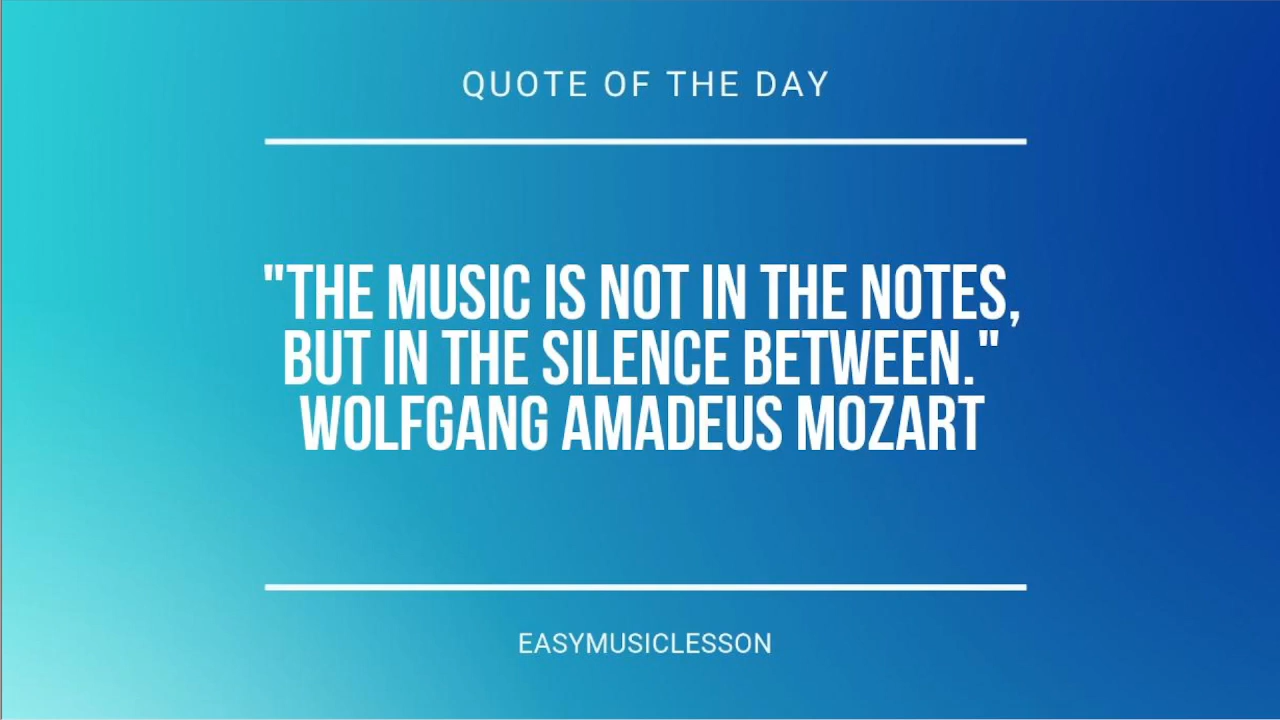 QUOTE OF THE DAY
"THE MUSIC IS NOT IN THE NOTES,
BUT IN THE SILENCE BETWEEN."
WOLFGANG AMADEUS MOZART
EASYMUSICLESSON